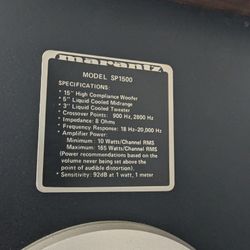 marantz
MODEL SP1500
SPECIFICATIONS:
• 15" High Compliance Woofer
• 5" Liquid Cooled Midrange
• 3" Liquid Cooled Tweeter
• Crossover Points: 900 Hz, 2800 Hz
• Impedance: 8 Ohms
• Frequency Response: 18 Hz-20,000 Hz
• Amplifier Power:
Minimum: 10 Watts/Channel RMS
Maximum: 165 Watts/Channel RMS
(Power recommendations based on
volume never being set above the
point of audible distortion).
• Sensitivity: 92dB at 1 watt, 1 meter